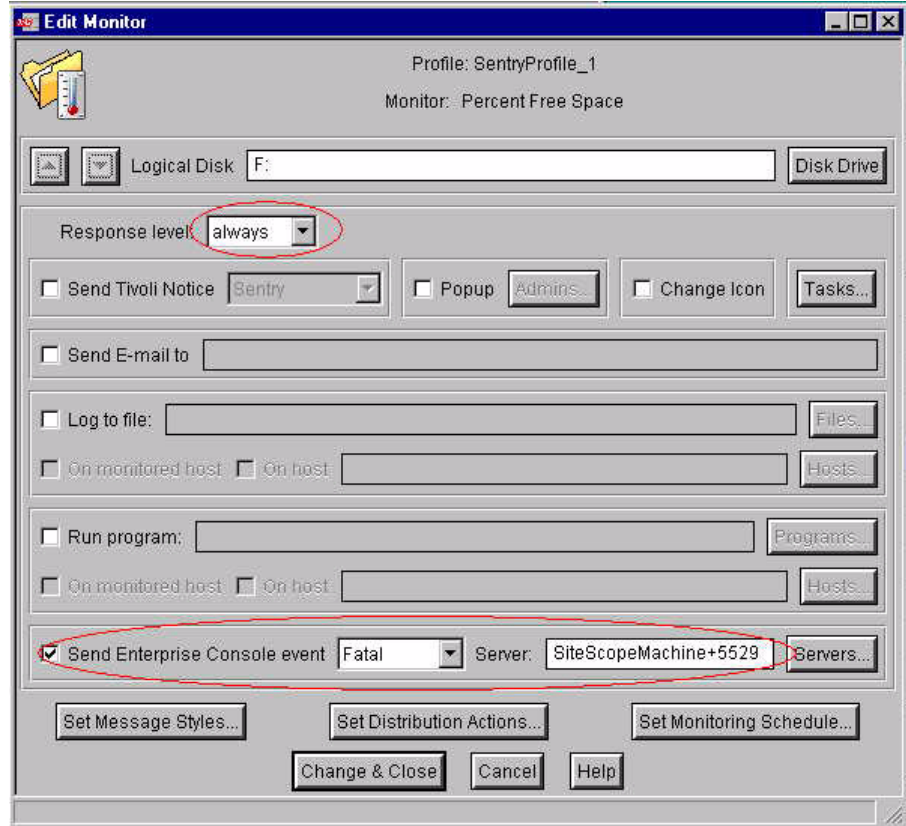 Edit Monitor
Profile: SentryProfile_1
Monitor: Percent Free Space
Logical Disk F: Disk Drive
Response level: always
Send Tivoli Notice Sentry Popup Admins... Change Icon Tasks...
Send E-mail to
Log to file: Files...
On monitored host On host Hosts...
Run program: Programs...
On monitored host On host Hosts...
Send Enterprise Console event Fatal Server: SiteScopeMachine+5529 Servers...
Set Message Styles... Set Distribution Actions... Set Monitoring Schedule...
Change & Close Cancel Help